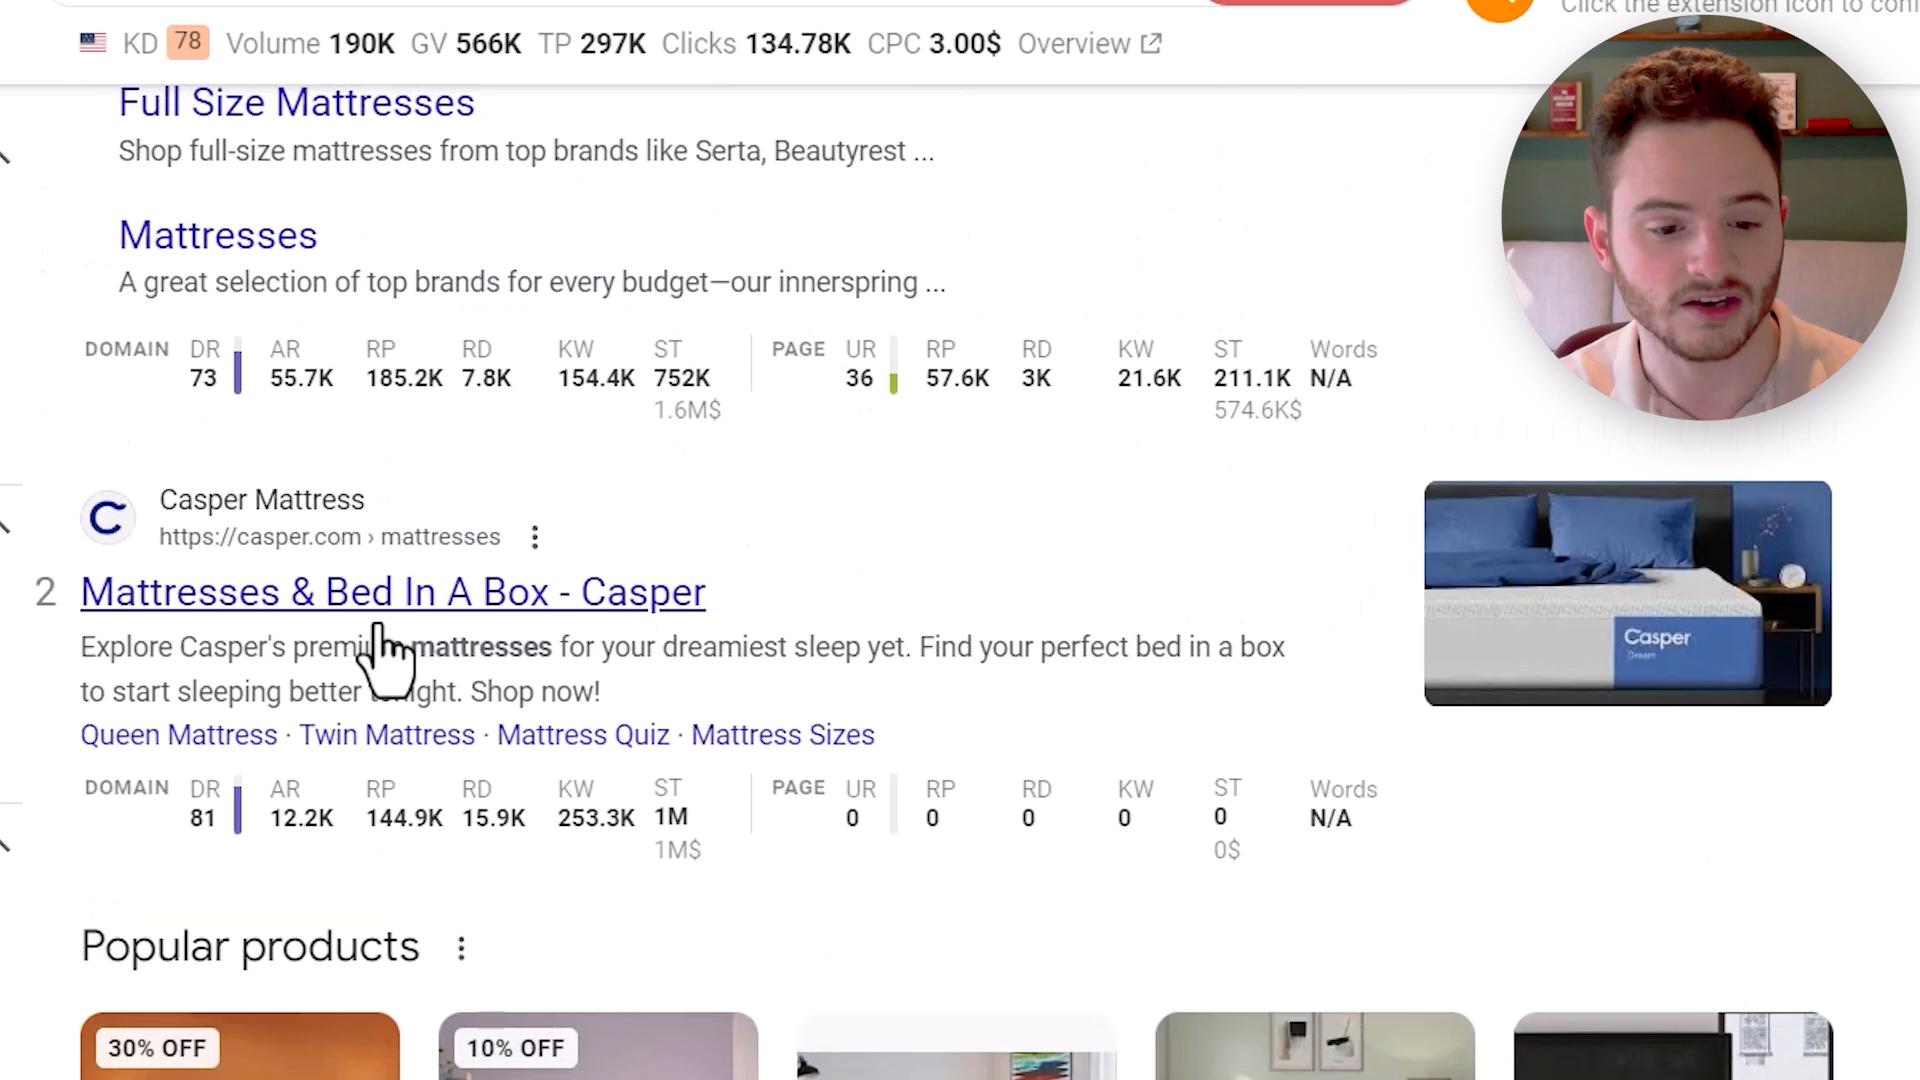 Click the extension icon to
KD 78 Volume 190K GV 566K TP 297K Clicks 134.78K CPC 3.00$ Overview
Full Size Mattresses
Shop full-size mattresses from top brands like Serta, Beautyrest ...
Mattresses
A great selection of top brands for every budget—our innerspring ...
DOMAIN DR AR RP RD KW ST PAGE UR RP RD KW ST Words
73 55.7K 185.2K 7.8K 154.4K 752K 36 57.6K 3K 21.6K 211.1K N/A
1.6M$ 574.6K$
Casper Mattress
https://casper.com › mattresses
2 Mattresses & Bed In A Box - Casper
Explore Casper's premium mattresses for your dreamiest sleep yet. Find your perfect bed in a box
to start sleeping better tonight. Shop now!
Queen Mattress · Twin Mattress · Mattress Quiz · Mattress Sizes
Casper
Dream
DOMAIN DR AR RP RD KW ST PAGE UR RP RD KW ST Words
81 12.2K 144.9K 15.9K 253.3K 1M 0 0 0 0 0 N/A
1M$ 0$
Popular products
30% OFF 10% OFF